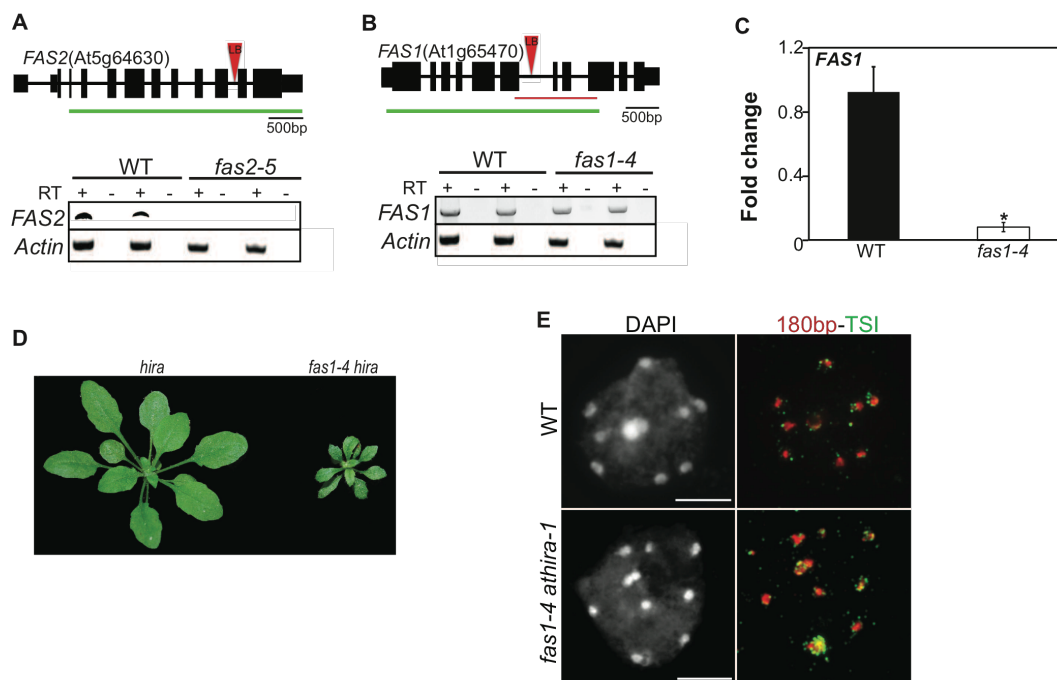 A
FAS2(At5g64630)
LB
500bp
WT fas2-5
RT + - + - + - + -
FAS2
Actin
B
FAS1(At1g65470)
LB
500bp
WT fas1-4
RT + - + - + - + -
FAS1
Actin
C
FAS1
Fold change
1.2
0.8
0.4
0
*
WT fas1-4
D
hira fas1-4 hira
E
DAPI 180bp-TSI
WT
fas1-4 athira-1